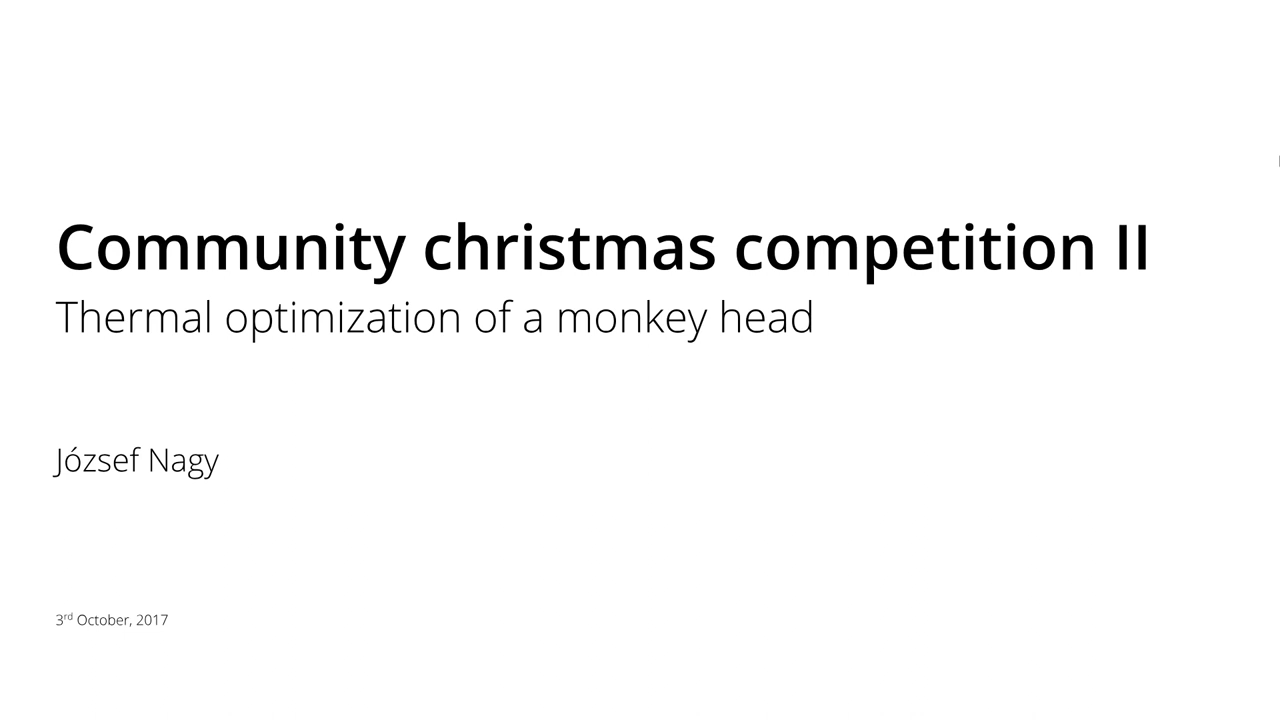 Community christmas competition II
Thermal optimization of a monkey head
József Nagy
3rd October, 2017